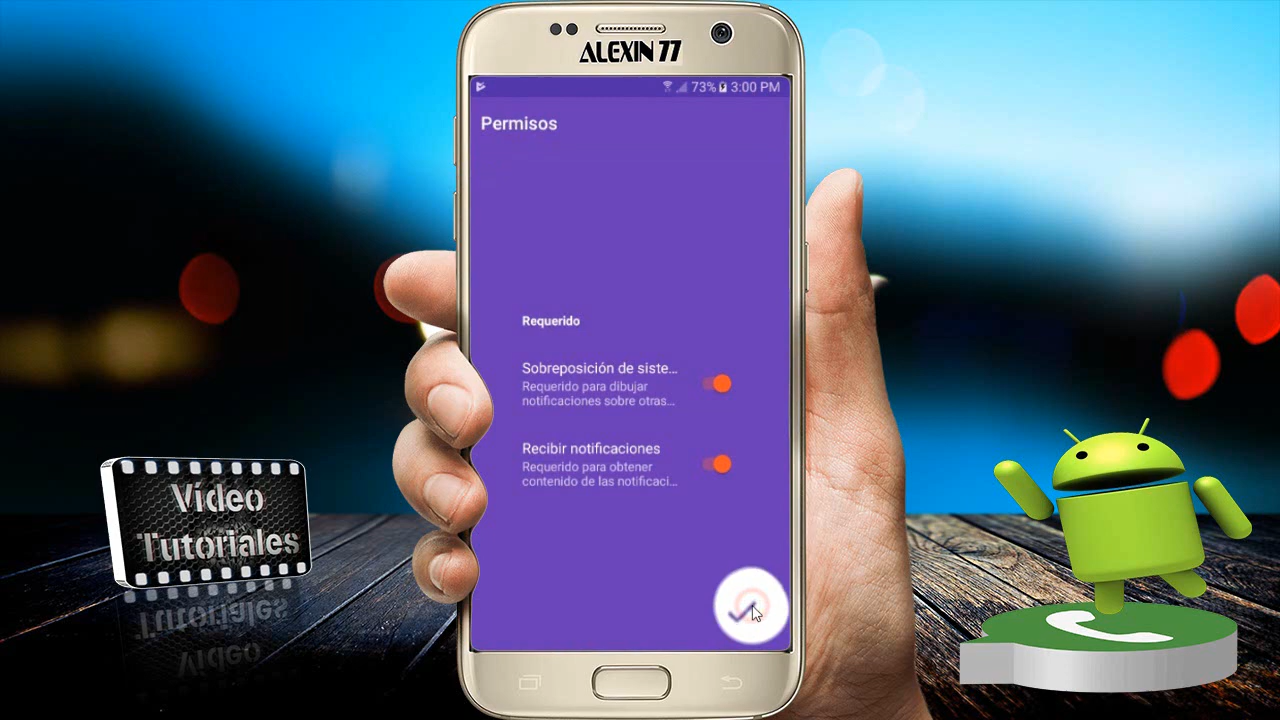 ALEXIN 77
73% 3:00 PM
Permisos
Requerido
Sobreposición de siste...
Requerido para dibujar
notificaciones sobre otras...
Recibir notificaciones
Requerido para obtener
contenido de las notificaci...
Vídeo
Tutoriales